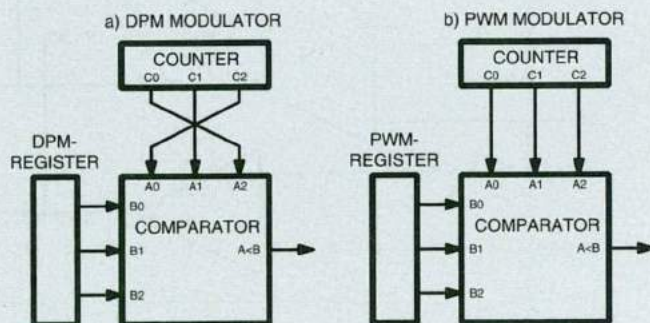 a) DPM MODULATOR
COUNTER
C0 C1 C2
DPM-
REGISTER
A0 A1 A2
B0
COMPARATOR
B1
A<B
B2
b) PWM MODULATOR
COUNTER
C0 C1 C2
PWM-
REGISTER
A0 A1 A2
B0
COMPARATOR
B1
A<B
B2